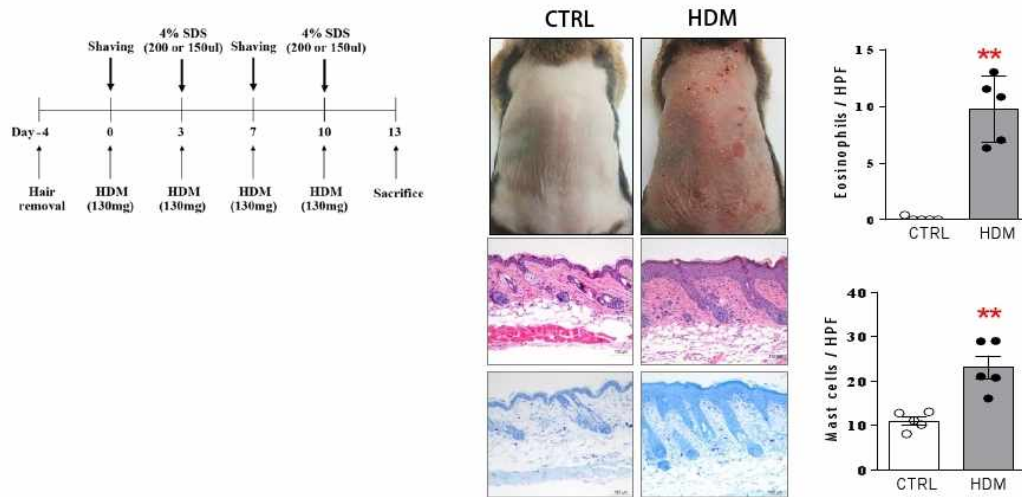 4% SDS
4% SDS
Shaving
(200 or 150ul)
Shaving
(200 or 150ul)
Day-4
0
3
7
10
13
Hair
removal
HDM
(130mg)
HDM
(130mg)
HDM
(130mg)
HDM
(130mg)
Sacrifice
CTRL
HDM
Eosinophils / HPF
15
10
5
0
**
CTRL
HDM
Mast cells / HPF
40
30
20
10
0
**
CTRL
HDM